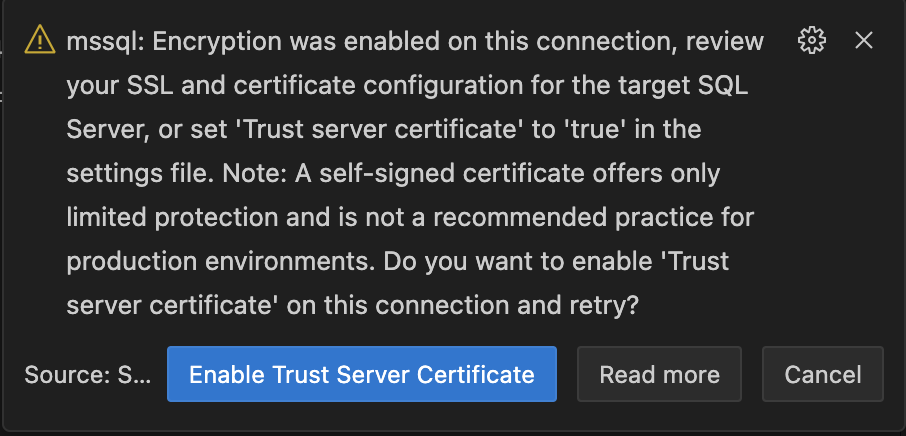 mssql: Encryption was enabled on this connection, review
your SSL and certificate configuration for the target SQL
Server, or set 'Trust server certificate' to 'true' in the
settings file. Note: A self-signed certificate offers only
limited protection and is not a recommended practice for
production environments. Do you want to enable 'Trust
server certificate' on this connection and retry?
Source: S... Enable Trust Server Certificate Read more Cancel